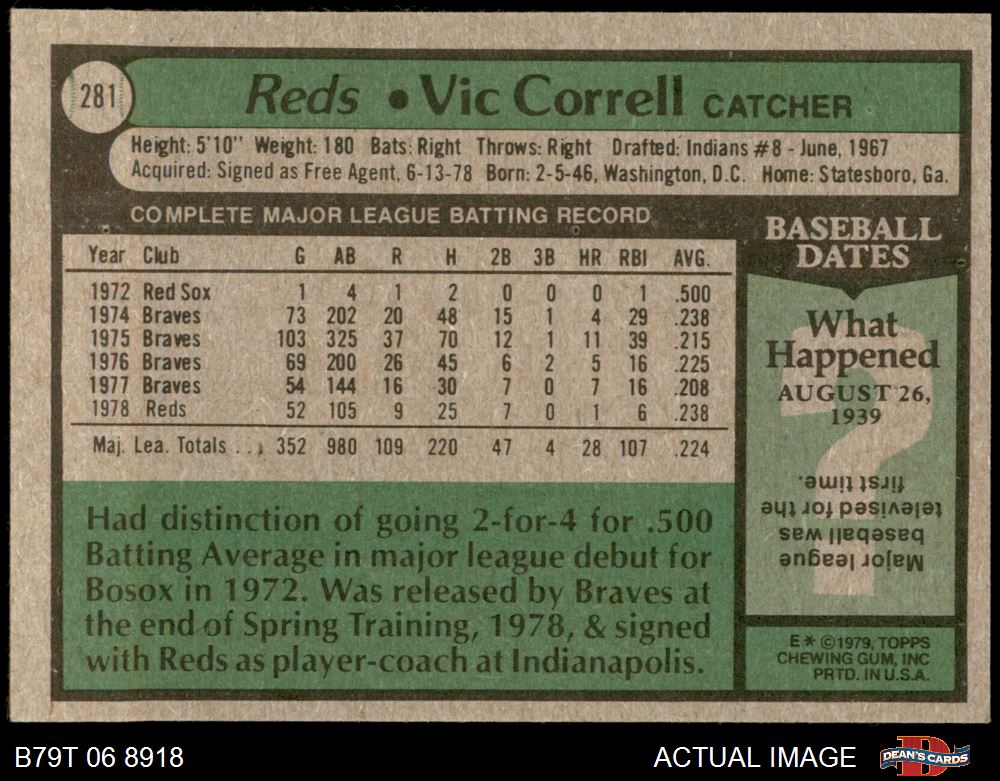 281
Reds • Vic Correll CATCHER
Height: 5'10" Weight: 180 Bats: Right Throws: Right Drafted: Indians #8 - June, 1967
Acquired: Signed as Free Agent, 6-13-78 Born: 2-5-46, Washington, D.C. Home: Statesboro, Ga.
COMPLETE MAJOR LEAGUE BATTING RECORD
Year Club G AB R H 2B 3B HR RBI AVG.
1972 Red Sox 1 4 1 2 0 0 0 1 .500
1974 Braves 73 202 20 48 15 1 4 29 .238
1975 Braves 103 325 37 70 12 1 11 39 .215
1976 Braves 69 200 26 45 6 2 5 16 .225
1977 Braves 54 144 16 30 7 0 7 16 .208
1978 Reds 52 105 9 25 7 0 1 6 .238
Maj. Lea. Totals . . . 352 980 109 220 47 4 28 107 .224
Had distinction of going 2-for-4 for .500
Batting Average in major league debut for
Bosox in 1972. Was released by Braves at
the end of Spring Training, 1978, & signed
with Reds as player-coach at Indianapolis.
BASEBALL
DATES
What
Happened
AUGUST 26,
1939
?
Major league
baseball was
televised for the
first time.
E * © 1979, TOPPS
CHEWING GUM, INC
PRTD. IN U.S.A.
B79T 06 8918
ACTUAL IMAGE
DEAN'S CARDS